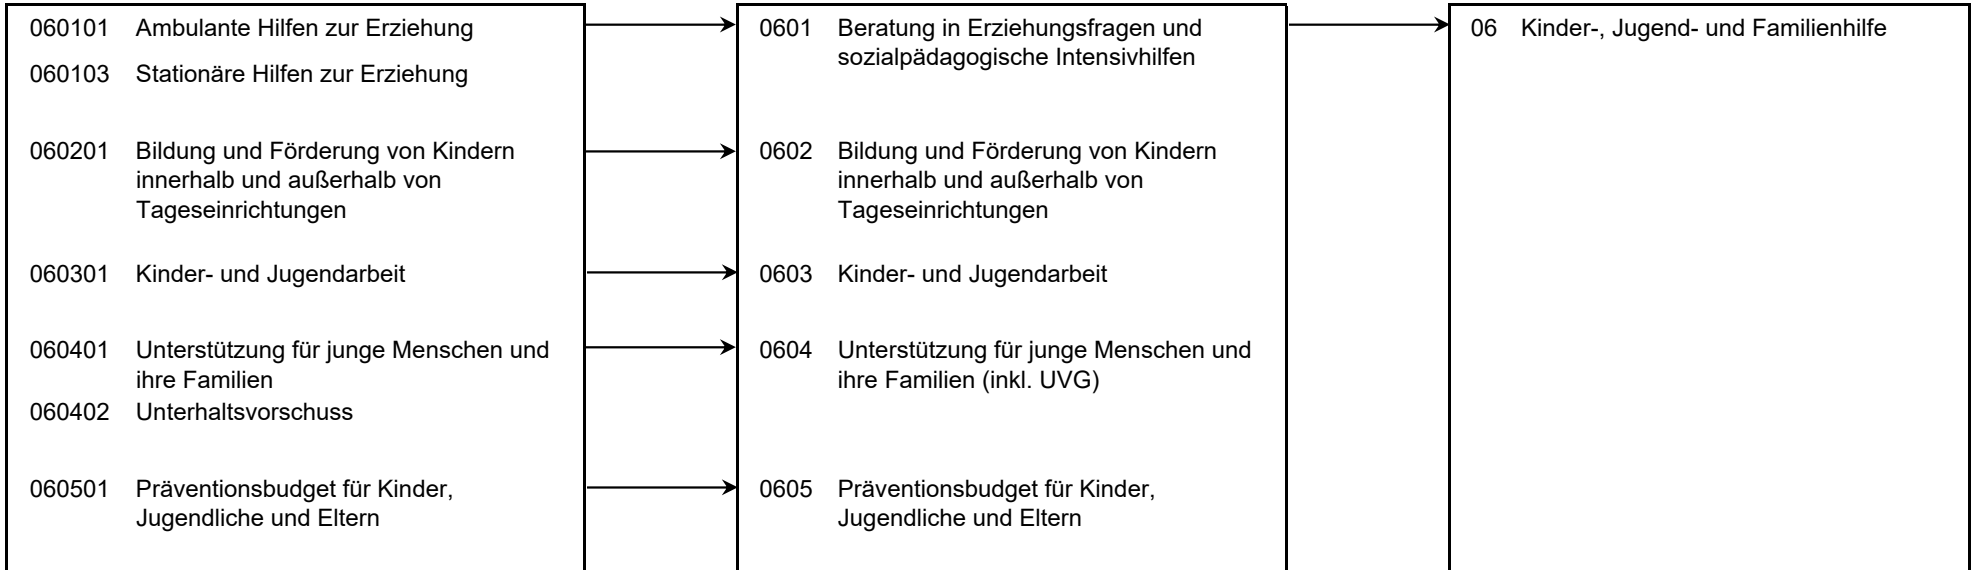 060101 Ambulante Hilfen zur Erziehung
060103 Stationäre Hilfen zur Erziehung
060201 Bildung und Förderung von Kindern
innerhalb und außerhalb von
Tageseinrichtungen
060301 Kinder- und Jugendarbeit
060401 Unterstützung für junge Menschen und
ihre Familien
060402 Unterhaltsvorschuss
060501 Präventionsbudget für Kinder,
Jugendliche und Eltern
0601 Beratung in Erziehungsfragen und
sozialpädagogische Intensivhilfen
0602 Bildung und Förderung von Kindern
innerhalb und außerhalb von
Tageseinrichtungen
0603 Kinder- und Jugendarbeit
0604 Unterstützung für junge Menschen und
ihre Familien (inkl. UVG)
0605 Präventionsbudget für Kinder,
Jugendliche und Eltern
06 Kinder-, Jugend- und Familienhilfe